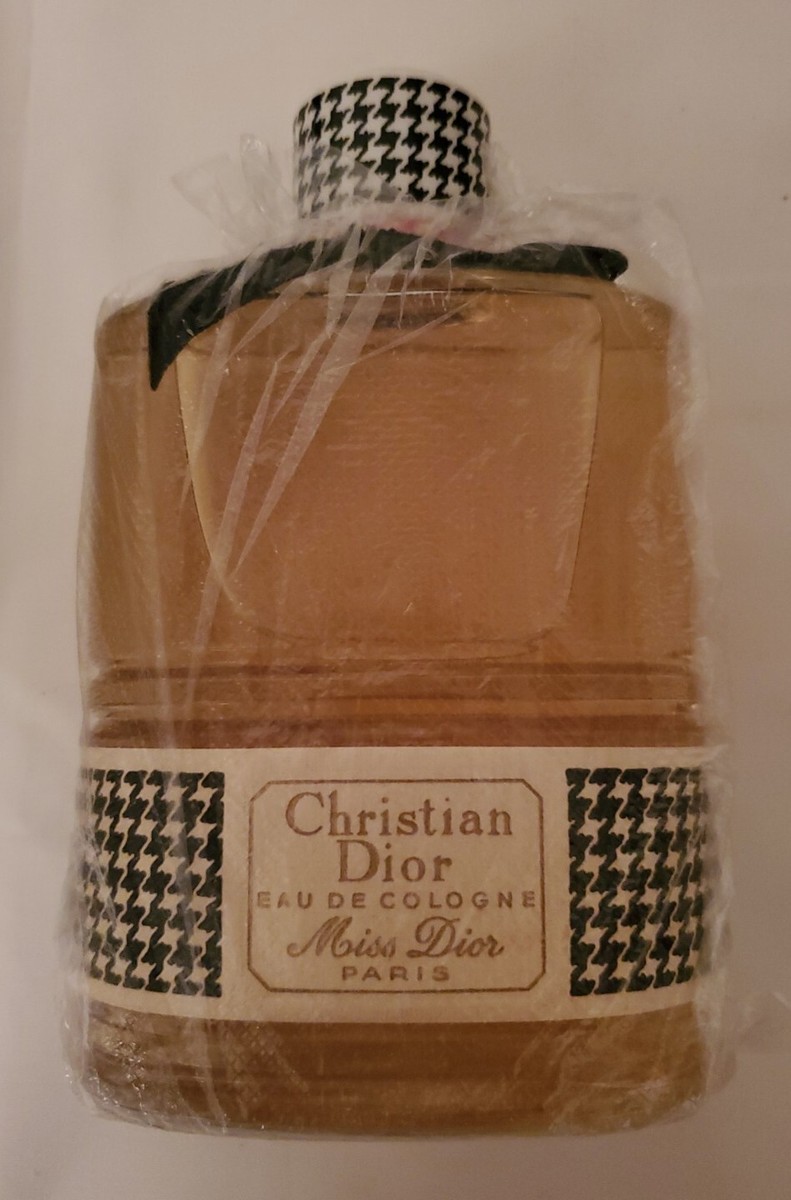 Christian
Dior
EAU DE COLOGNE
Miss Dior
PARIS